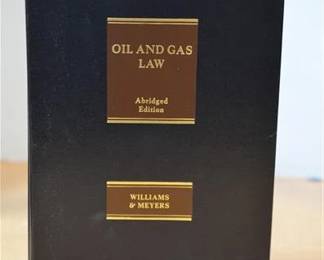 OIL AND GAS
LAW
Abridged
Edition
WILLIAMS
& MEYERS